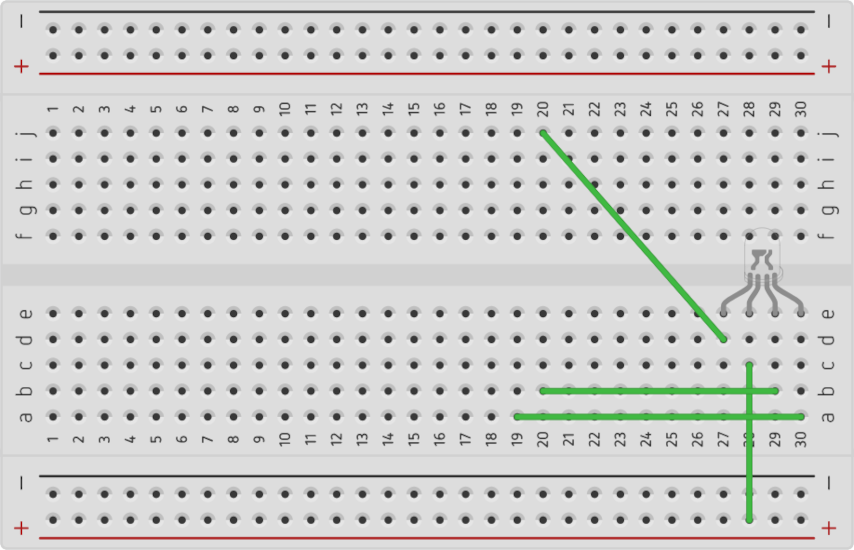 − −
+ +
1 2 3 4 5 6 7 8 9 10 11 12 13 14 15 16 17 18 19 20 21 22 23 24 25 26 27 28 29 30
j j
i i
h h
g g
f f
e e
d d
c c
b b
a a
1 2 3 4 5 6 7 8 9 10 11 12 13 14 15 16 17 18 19 20 21 22 23 24 25 26 27 28 29 30
− −
+ +